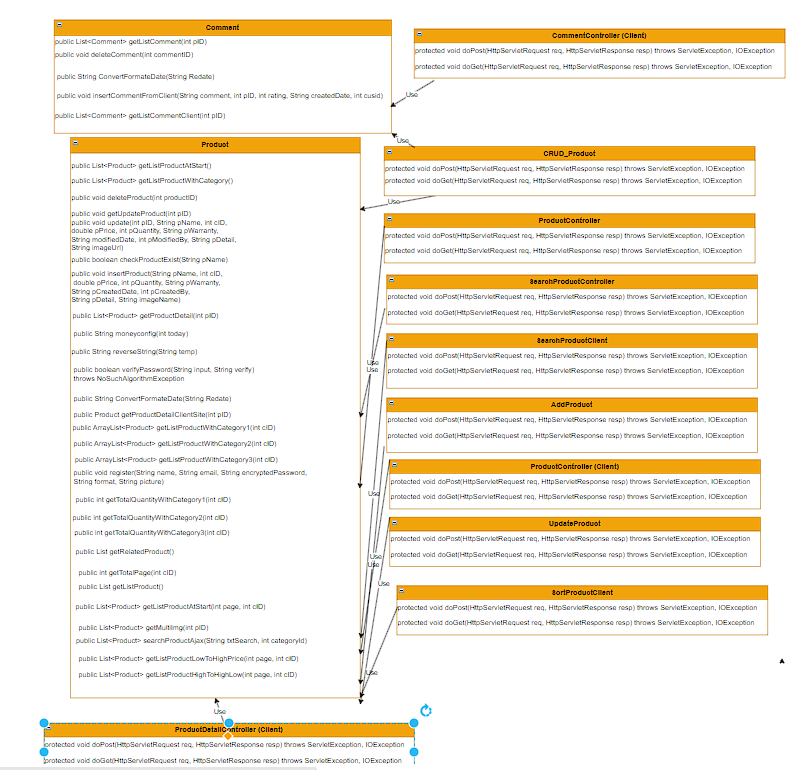 Comment
public List<Comment> getListComment(int pID)
public void deleteComment(int commentID)
public String ConvertFormateDate(String Redate)
public void insertCommentFromClient(String comment, int pID, int rating, String createdDate, int cusid)
public List<Comment> getListCommentClient(int pID)
CommentController (Client)
protected void doPost(HttpServletRequest req, HttpServletResponse resp) throws ServletException, IOException
protected void doGet(HttpServletRequest req, HttpServletResponse resp) throws ServletException, IOException
Use
Use
Product
public List<Product> getListProductAtStart()
public List<Product> getListProductWithCategory()
public void deleteProduct(int productID)
public void getUpdateProduct(int pID)
public void update(int pID, String pName, int cID,
double pPrice, int pQuantity, String pWarranty,
String modifiedDate, int pModifiedBy, String pDetail,
String imageUrl)
public boolean checkProductExist(String pName)
public void insertProduct(String pName, int cID,
double pPrice, int pQuantity, String pWarranty,
String pCreatedDate, int pCreatedBy,
String pDetail, String imageName)
public List<Product> getProductDetail(int pID)
public String moneyconfig(int today)
public String reverseString(String temp)
public boolean verifyPassword(String input, String verify)
throws NoSuchAlgorithmException
public String ConvertFormateDate(String Redate)
public Product getProductDetailClientSite(int pID)
public ArrayList<Product> getListProductWithCategory1(int cID)
public ArrayList<Product> getListProductWithCategory2(int cID)
public ArrayList<Product> getListProductWithCategory3(int cID)
public void register(String name, String email, String encryptedPassword,
String format, String picture)
public int getTotalQuantityWithCategory1(int cID)
public int getTotalQuantityWithCategory2(int cID)
public int getTotalQuantityWithCategory3(int cID)
public List getRelatedProduct()
public int getTotalPage(int cID)
public List getListProduct()
public List<Product> getListProductAtStart(int page, int cID)
public List<Product> getMultiImg(int pID)
public List<Product> searchProductAjax(String txtSearch, int categoryId)
public List<Product> getListProductLowToHighPrice(int page, int cID)
public List<Product> getListProductHighToHighLow(int page, int cID)
CRUD_Product
protected void doPost(HttpServletRequest req, HttpServletResponse resp) throws ServletException, IOException
protected void doGet(HttpServletRequest req, HttpServletResponse resp) throws ServletException, IOException
Use
ProductController
protected void doPost(HttpServletRequest req, HttpServletResponse resp) throws ServletException, IOException
protected void doGet(HttpServletRequest req, HttpServletResponse resp) throws ServletException, IOException
SearchProductController
protected void doPost(HttpServletRequest req, HttpServletResponse resp) throws ServletException, IOException
protected void doGet(HttpServletRequest req, HttpServletResponse resp) throws ServletException, IOException
SearchProductClient
protected void doPost(HttpServletRequest req, HttpServletResponse resp) throws ServletException, IOException
protected void doGet(HttpServletRequest req, HttpServletResponse resp) throws ServletException, IOException
Use
Use
AddProduct
protected void doPost(HttpServletRequest req, HttpServletResponse resp) throws ServletException, IOException
protected void doGet(HttpServletRequest req, HttpServletResponse resp) throws ServletException, IOException
ProductController (Client)
protected void doPost(HttpServletRequest req, HttpServletResponse resp) throws ServletException, IOException
protected void doGet(HttpServletRequest req, HttpServletResponse resp) throws ServletException, IOException
Use
UpdateProduct
protected void doPost(HttpServletRequest req, HttpServletResponse resp) throws ServletException, IOException
protected void doGet(HttpServletRequest req, HttpServletResponse resp) throws ServletException, IOException
Use
Use
Use
SortProductClient
protected void doPost(HttpServletRequest req, HttpServletResponse resp) throws ServletException, IOException
protected void doGet(HttpServletRequest req, HttpServletResponse resp) throws ServletException, IOException
Use
Use
ProductDetailController (Client)
protected void doPost(HttpServletRequest req, HttpServletResponse resp) throws ServletException, IOException
protected void doGet(HttpServletRequest req, HttpServletResponse resp) throws ServletException, IOException